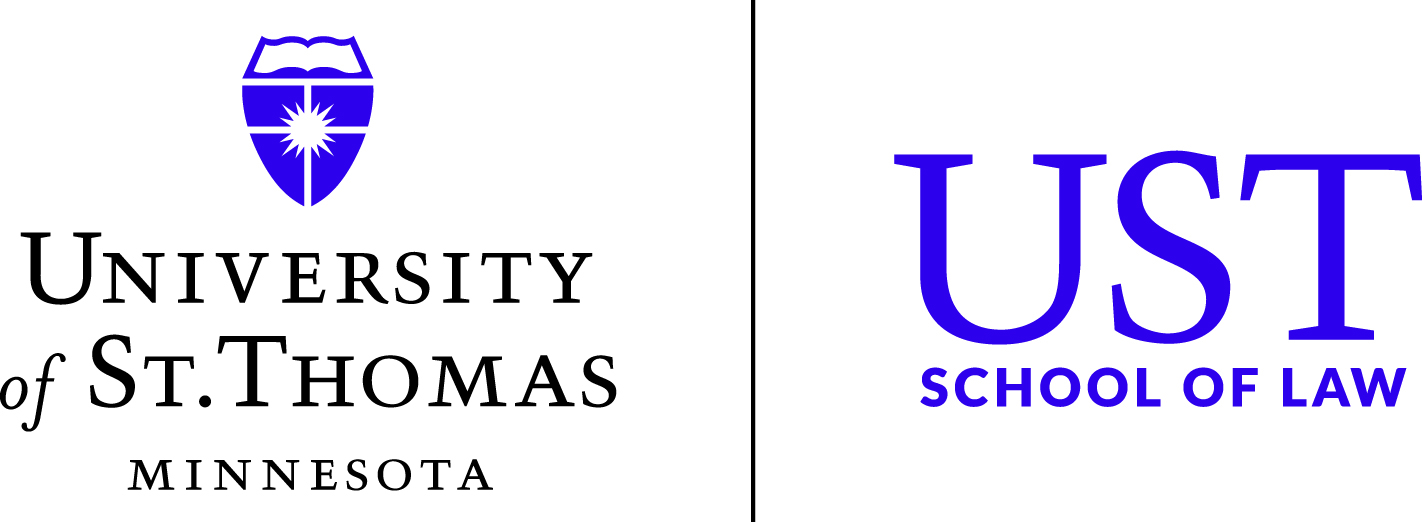 University
of St. Thomas
MINNESOTA
UST
SCHOOL OF LAW